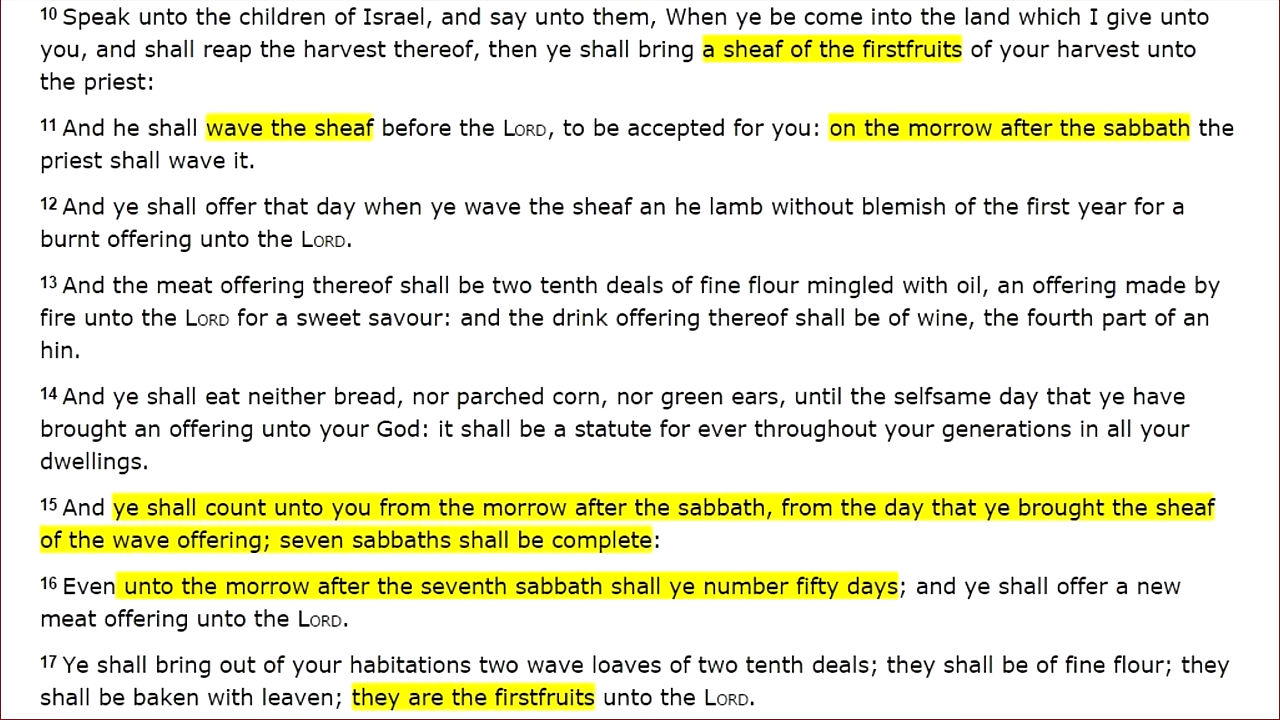 10 Speak unto the children of Israel, and say unto them, When ye be come into the land which I give unto
you, and shall reap the harvest thereof, then ye shall bring a sheaf of the firstfruits of your harvest unto
the priest:
11 And he shall wave the sheaf before the LORD, to be accepted for you: on the morrow after the sabbath the
priest shall wave it.
12 And ye shall offer that day when ye wave the sheaf an he lamb without blemish of the first year for a
burnt offering unto the LORD.
13 And the meat offering thereof shall be two tenth deals of fine flour mingled with oil, an offering made by
fire unto the LORD for a sweet savour: and the drink offering thereof shall be of wine, the fourth part of an
hin.
14 And ye shall eat neither bread, nor parched corn, nor green ears, until the selfsame day that ye have
brought an offering unto your God: it shall be a statute for ever throughout your generations in all your
dwellings.
15 And ye shall count unto you from the morrow after the sabbath, from the day that ye brought the sheaf
of the wave offering; seven sabbaths shall be complete:
16 Even unto the morrow after the seventh sabbath shall ye number fifty days; and ye shall offer a new
meat offering unto the LORD.
17 Ye shall bring out of your habitations two wave loaves of two tenth deals; they shall be of fine flour; they
shall be baken with leaven; they are the firstfruits unto the LORD.